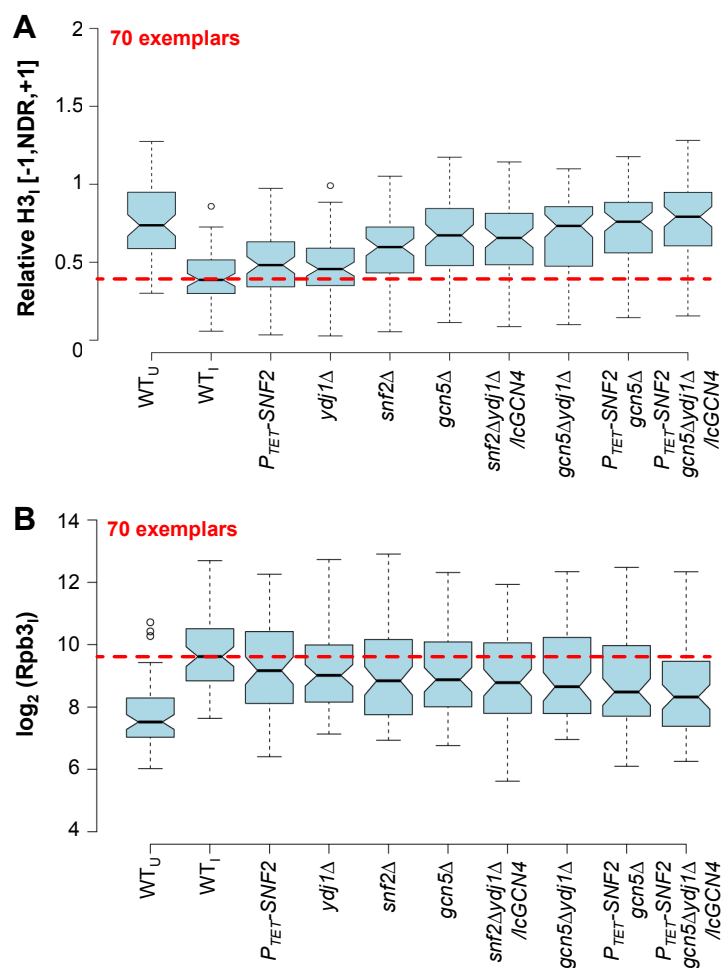 A
70 exemplars
Relative H3I [-1,NDR,+1]
2
1.5
1
0.5
0
WTU
WTI
PTET-SNF2
ydj1Δ
snf2Δ
gcn5Δ
snf2Δydj1Δ
/lcGCN4
gcn5Δydj1Δ
PTET-SNF2
gcn5Δ
PTET-SNF2
gcn5Δydj1Δ
/lcGCN4
B
70 exemplars
log2 (Rpb3I)
14
12
10
8
6
4
WTU
WTI
PTET-SNF2
ydj1Δ
snf2Δ
gcn5Δ
snf2Δydj1Δ
/lcGCN4
gcn5Δydj1Δ
PTET-SNF2
gcn5Δ
PTET-SNF2
gcn5Δydj1Δ
/lcGCN4